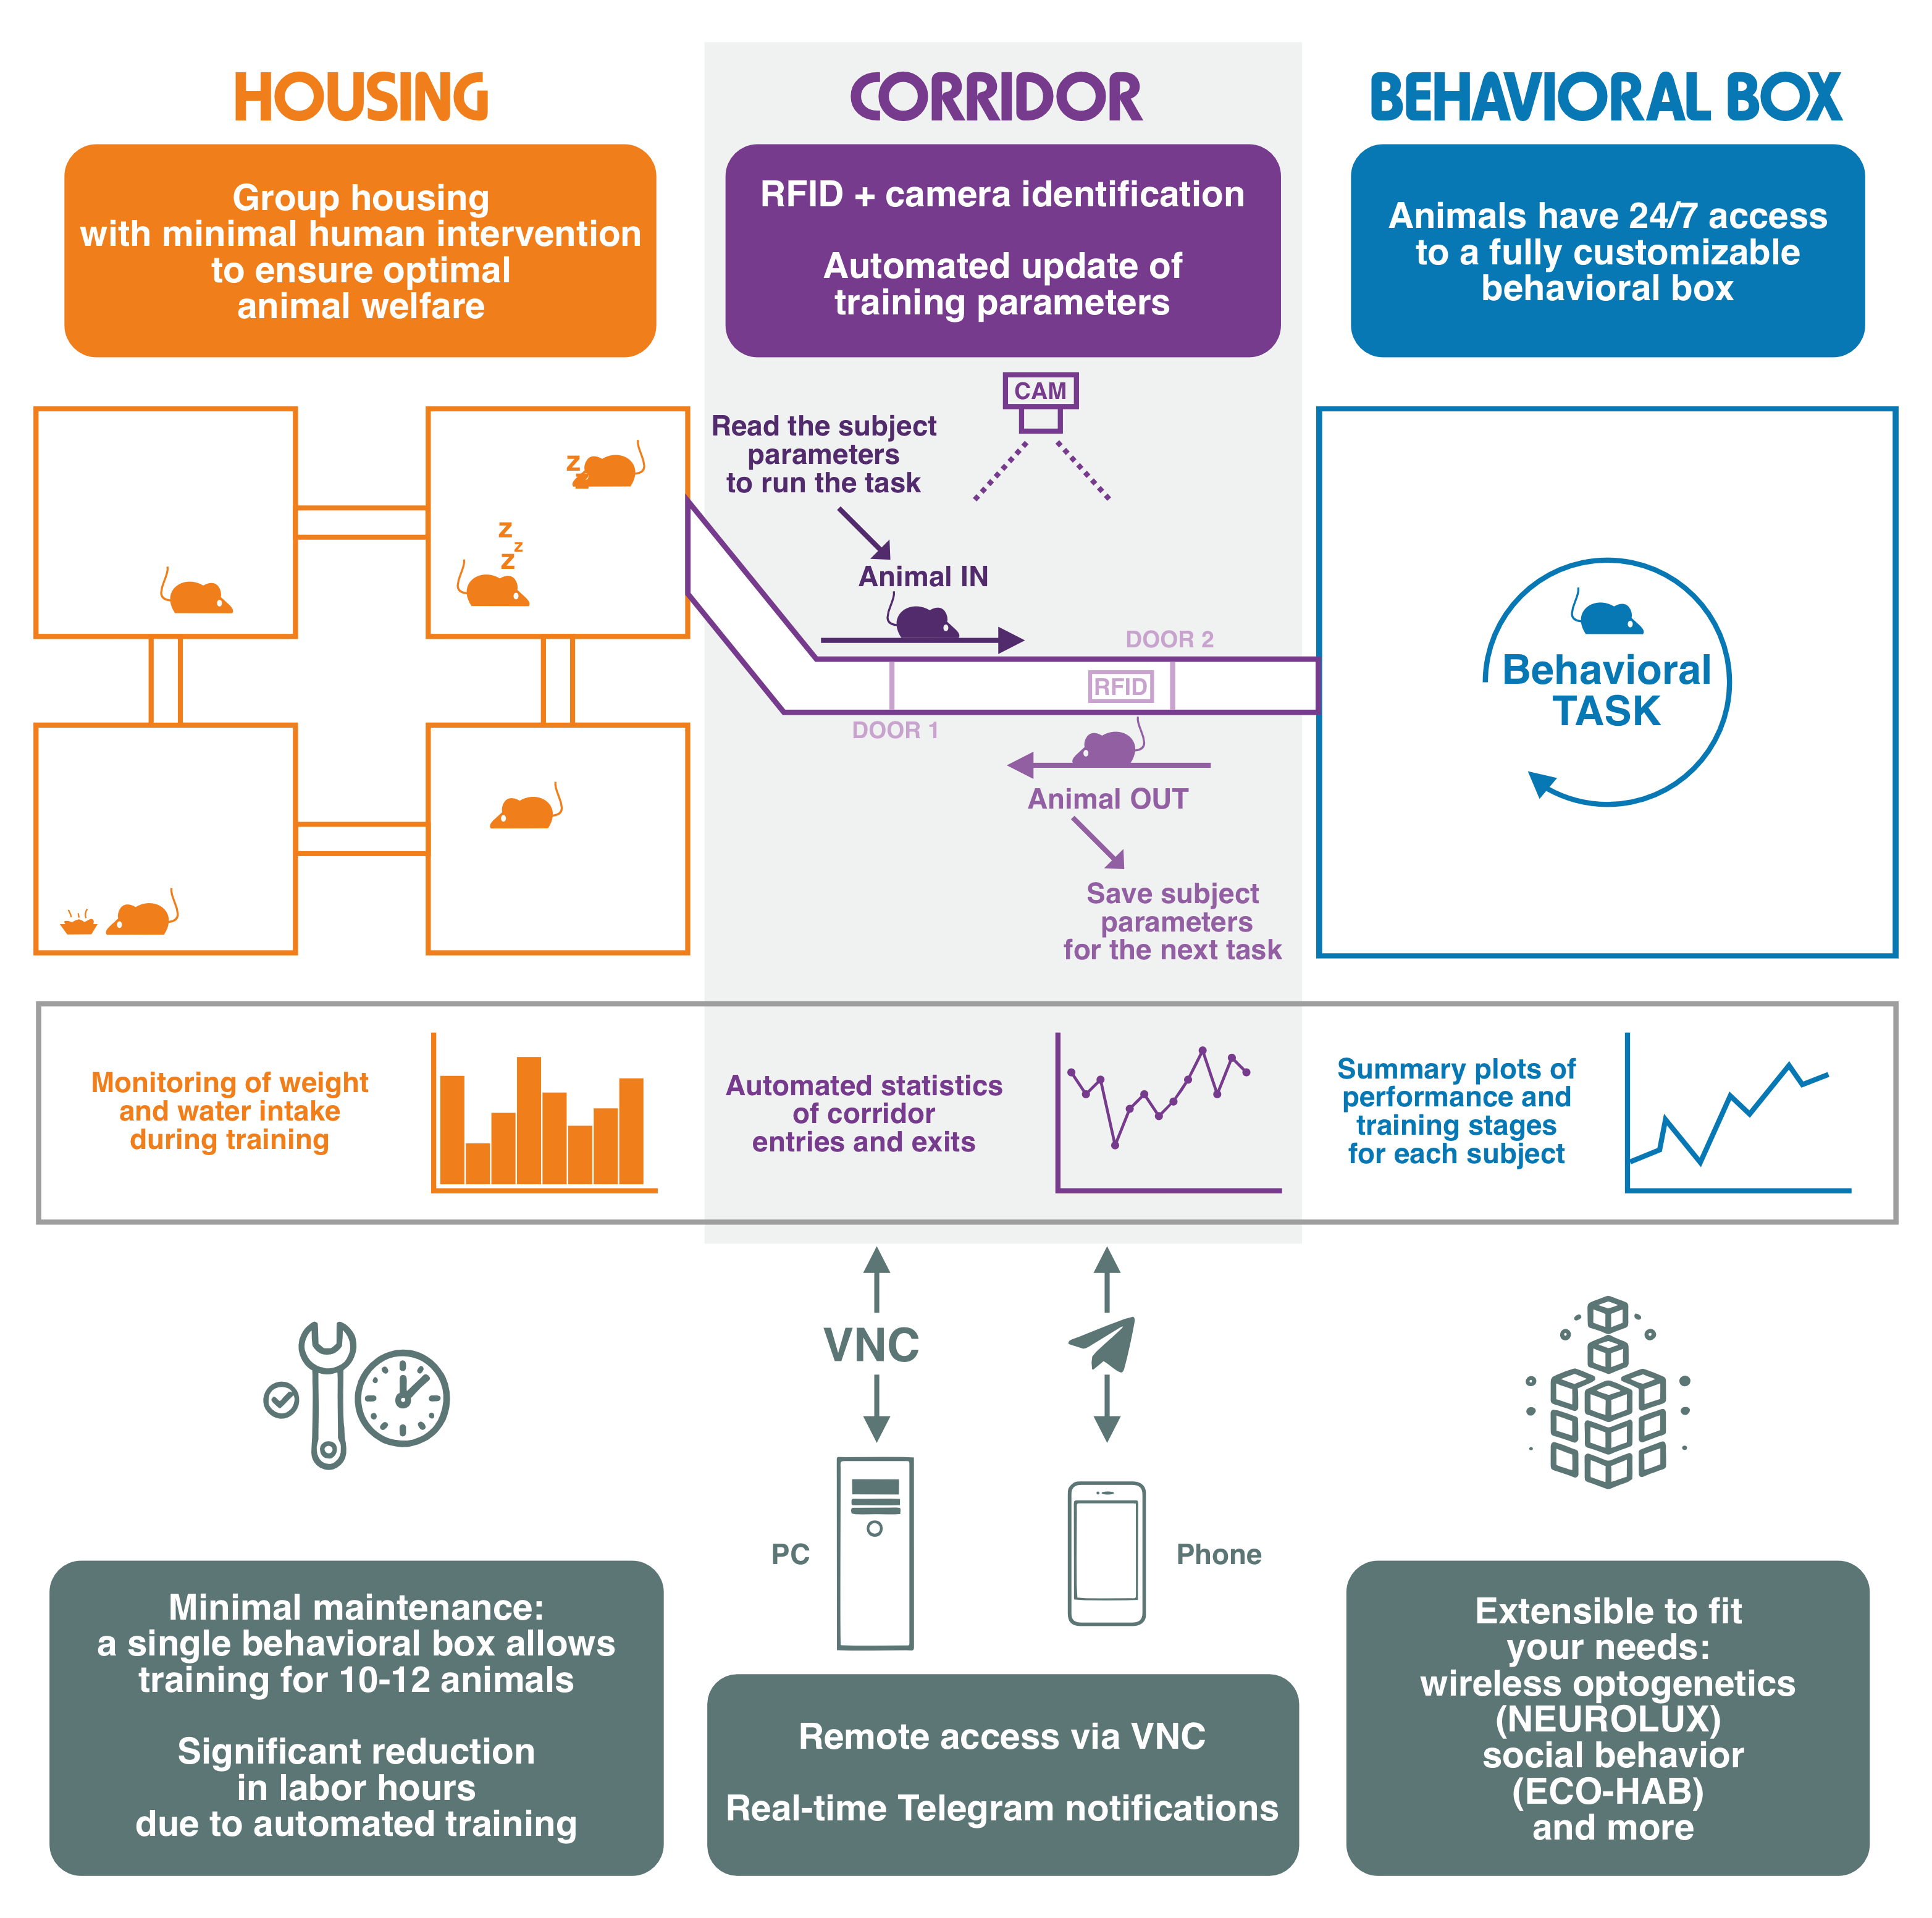 HOUSING
Group housing
with minimal human intervention
to ensure optimal
animal welfare
CORRIDOR
RFID + camera identification
Automated update of
training parameters
BEHAVIORAL BOX
Animals have 24/7 access
to a fully customizable
behavioral box
z
z
z
z
z
Read the subject
parameters
to run the task
CAM
Animal IN
DOOR 2
RFID
DOOR 1
Animal OUT
Save subject
parameters
for the next task
Behavioral
TASK
Monitoring of weight
and water intake
during training
Automated statistics
of corridor
entries and exits
Summary plots of
performance and
training stages
for each subject
VNC
PC
Phone
Minimal maintenance:
a single behavioral box allows
training for 10-12 animals
Significant reduction
in labor hours
due to automated training
Remote access via VNC
Real-time Telegram notifications
Extensible to fit
your needs:
wireless optogenetics
(NEUROLUX)
social behavior
(ECO-HAB)
and more